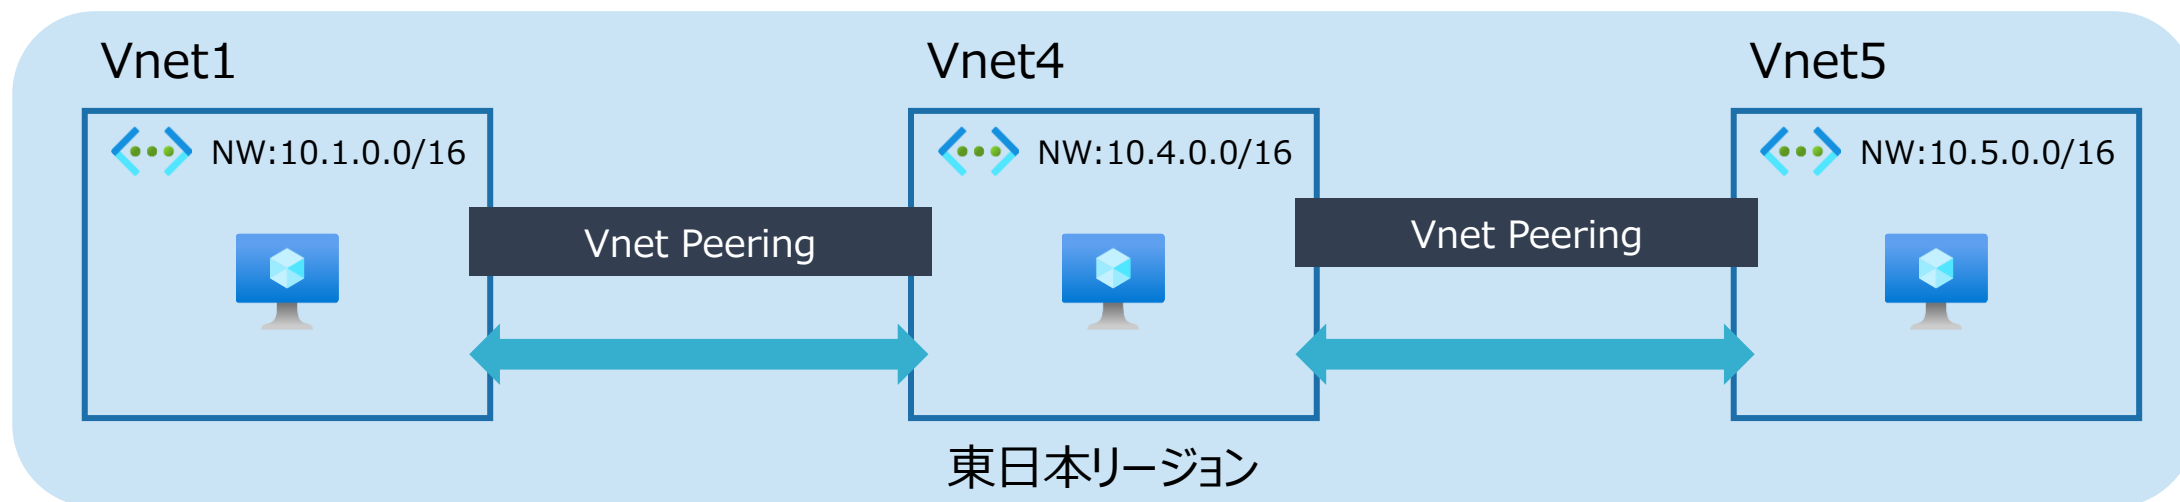 Vnet1
Vnet4
Vnet5
NW:10.1.0.0/16
NW:10.4.0.0/16
NW:10.5.0.0/16
Vnet Peering
Vnet Peering
東日本リージョン